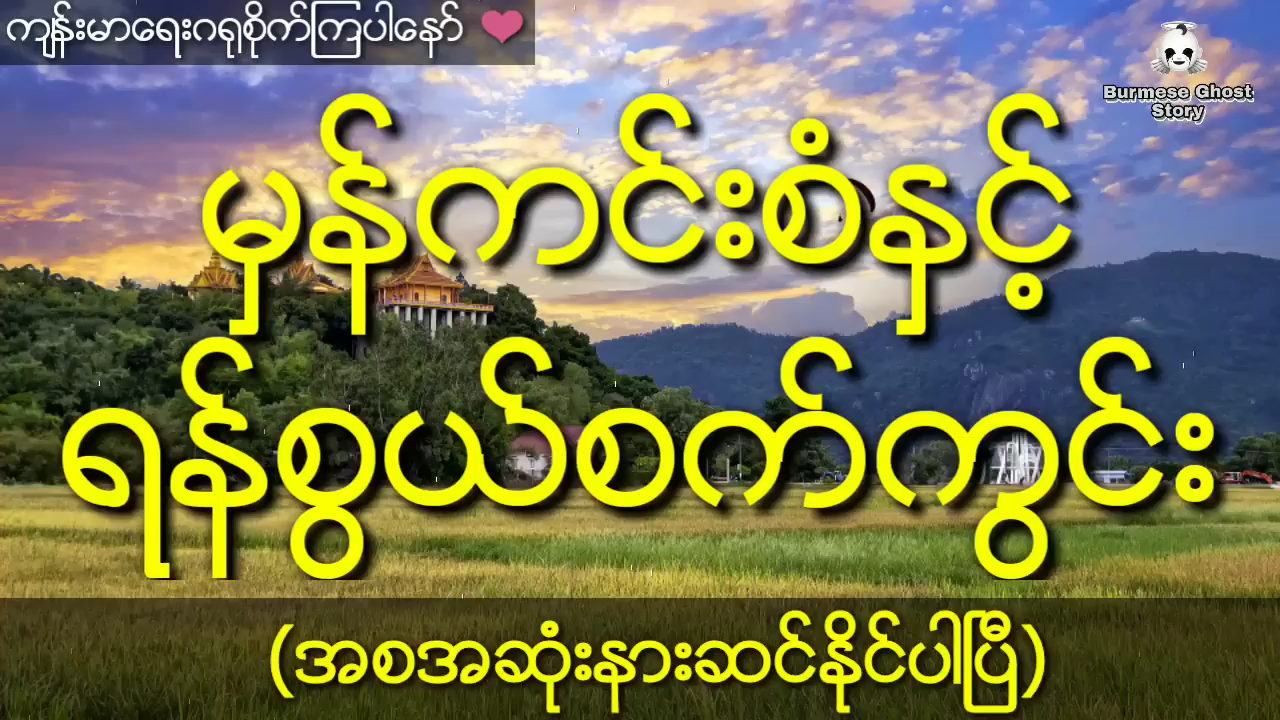 ကျန်းမာရေးဂရုစိုက်ကြပါနော် ❤
Burmese Ghost
Story
မှန်ကင်းစံနှင့်
ရန်စွယ်စက်ကွင်း
(အစအဆုံးနားဆင်နိုင်ပါပြီ)